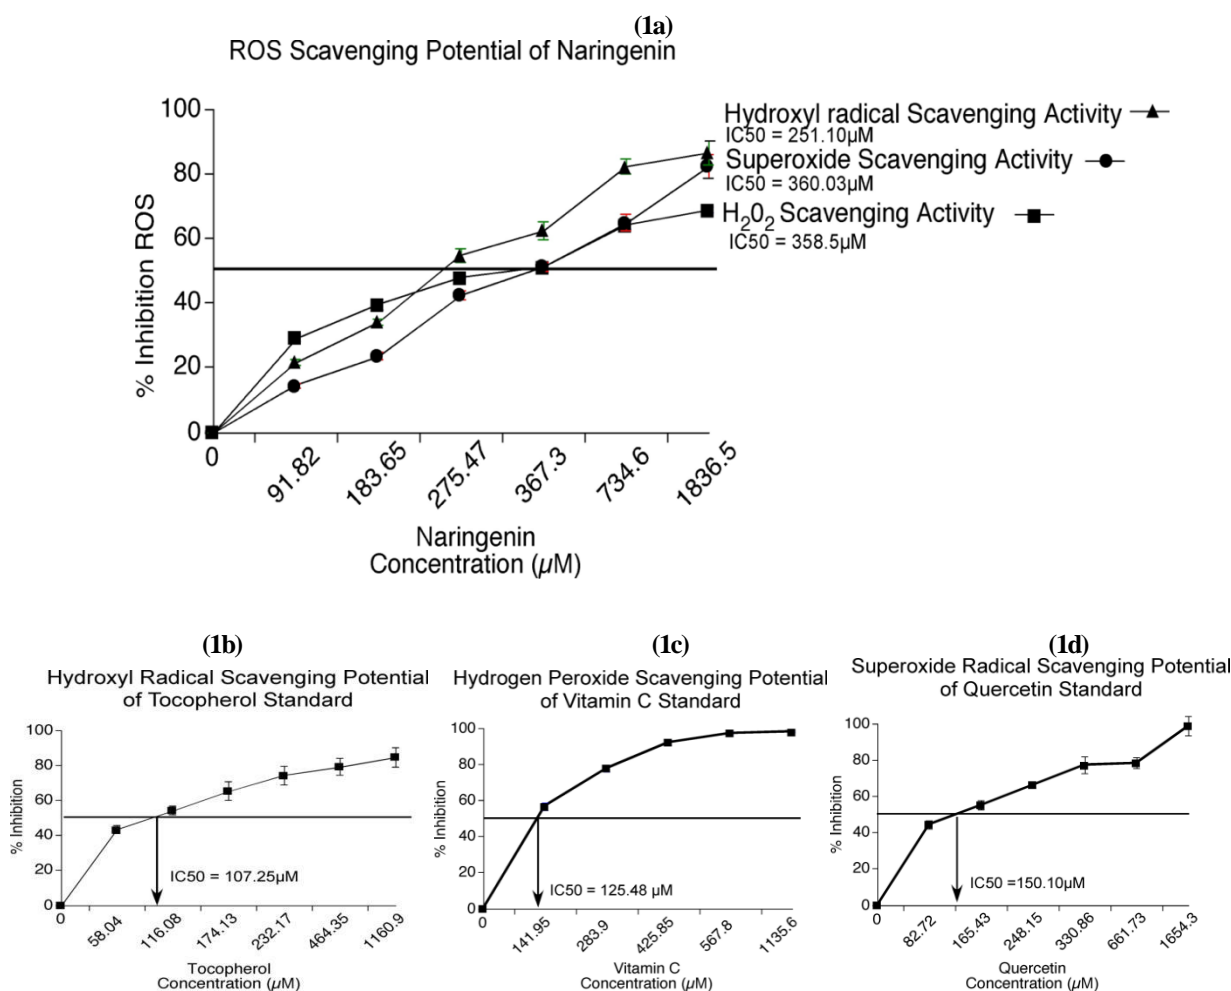 (1a)
ROS Scavenging Potential of Naringenin
100
80
60
40
20
0
% Inhibition ROS
0
91.82
183.65
275.47
367.3
734.6
1836.5
Naringenin
Concentration (µM)
Hydroxyl radical Scavenging Activity
IC50 = 251.10µM
Superoxide Scavenging Activity
IC50 = 360.03µM
H₂0₂ Scavenging Activity
IC50 = 358.5µM
(1b)
Hydroxyl Radical Scavenging Potential
of Tocopherol Standard
100
80
60
40
20
0
% Inhibition
IC50 = 107.25µM
0
58.04
116.08
174.13
232.17
464.35
1160.9
Tocopherol
Concentration (µM)
(1c)
Hydrogen Peroxide Scavenging Potential
of Vitamin C Standard
100
80
60
40
20
0
% Inhibition
IC50 = 125.48 µM
0
141.95
283.9
425.85
567.8
1135.6
Vitamin C
Concentration (µM)
(1d)
Superoxide Radical Scavenging Potential
of Quercetin Standard
100
80
60
40
20
0
% Inhibition
IC50 =150.10µM
0
82.72
165.43
248.15
330.86
661.73
1654.3
Quercetin
Concentration (µM)